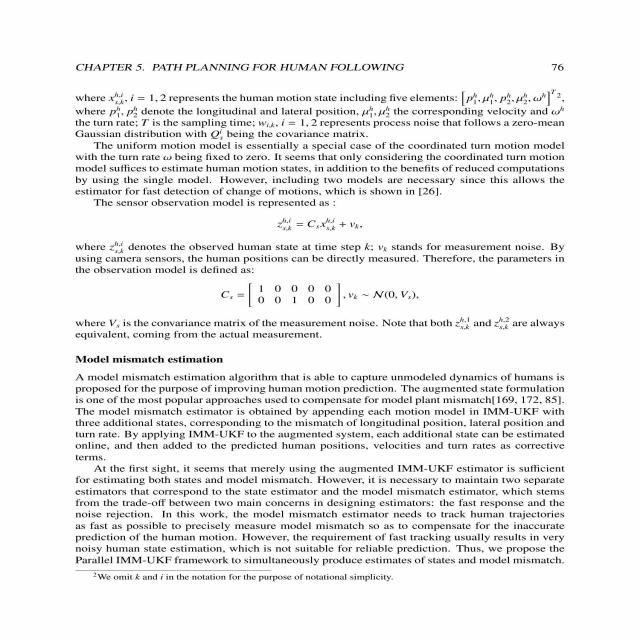 CHAPTER 5. PATH PLANNING FOR HUMAN FOLLOWING 76
where x^{h,i}_{s,k}, i = 1, 2 represents the human motion state including five elements: [p^h_1, μ^h_1, p^h_2, μ^h_2, ω^h]^T 2,
where p^h_1, p^h_2 denote the longitudinal and lateral position, μ^h_1, μ^h_2 the corresponding velocity and ω^h
the turn rate; T is the sampling time; w_{i,k}, i = 1, 2 represents process noise that follows a zero-mean
Gaussian distribution with Q^i_s being the covariance matrix.
The uniform motion model is essentially a special case of the coordinated turn motion model
with the turn rate ω being fixed to zero. It seems that only considering the coordinated turn motion
model suffices to estimate human motion states, in addition to the benefits of reduced computations
by using the single model. However, including two models are necessary since this allows the
estimator for fast detection of change of motions, which is shown in [26].
The sensor observation model is represented as :
z^{h,i}_{s,k} = C_s x^{h,i}_{s,k} + v_k,
where z^{h,i}_{s,k} denotes the observed human state at time step k; v_k stands for measurement noise. By
using camera sensors, the human positions can be directly measured. Therefore, the parameters in
the observation model is defined as:
C_s = [ 1 0 0 0 0
0 0 1 0 0 ], v_k ∼ N(0, V_s),
where V_s is the convariance matrix of the measurement noise. Note that both z^{h,1}_{s,k} and z^{h,2}_{s,k} are always
equivalent, coming from the actual measurement.
Model mismatch estimation
A model mismatch estimation algorithm that is able to capture unmodeled dynamics of humans is
proposed for the purpose of improving human motion prediction. The augmented state formulation
is one of the most popular approaches used to compensate for model plant mismatch[169, 172, 85].
The model mismatch estimator is obtained by appending each motion model in IMM-UKF with
three additional states, corresponding to the mismatch of longitudinal position, lateral position and
turn rate. By applying IMM-UKF to the augmented system, each additional state can be estimated
online, and then added to the predicted human positions, velocities and turn rates as corrective
terms.
At the first sight, it seems that merely using the augmented IMM-UKF estimator is sufficient
for estimating both states and model mismatch. However, it is necessary to maintain two separate
estimators that correspond to the state estimator and the model mismatch estimator, which stems
from the trade-off between two main concerns in designing estimators: the fast response and the
noise rejection. In this work, the model mismatch estimator needs to track human trajectories
as fast as possible to precisely measure model mismatch so as to compensate for the inaccurate
prediction of the human motion. However, the requirement of fast tracking usually results in very
noisy human state estimation, which is not suitable for reliable prediction. Thus, we propose the
Parallel IMM-UKF framework to simultaneously produce estimates of states and model mismatch.
2We omit k and i in the notation for the purpose of notational simplicity.